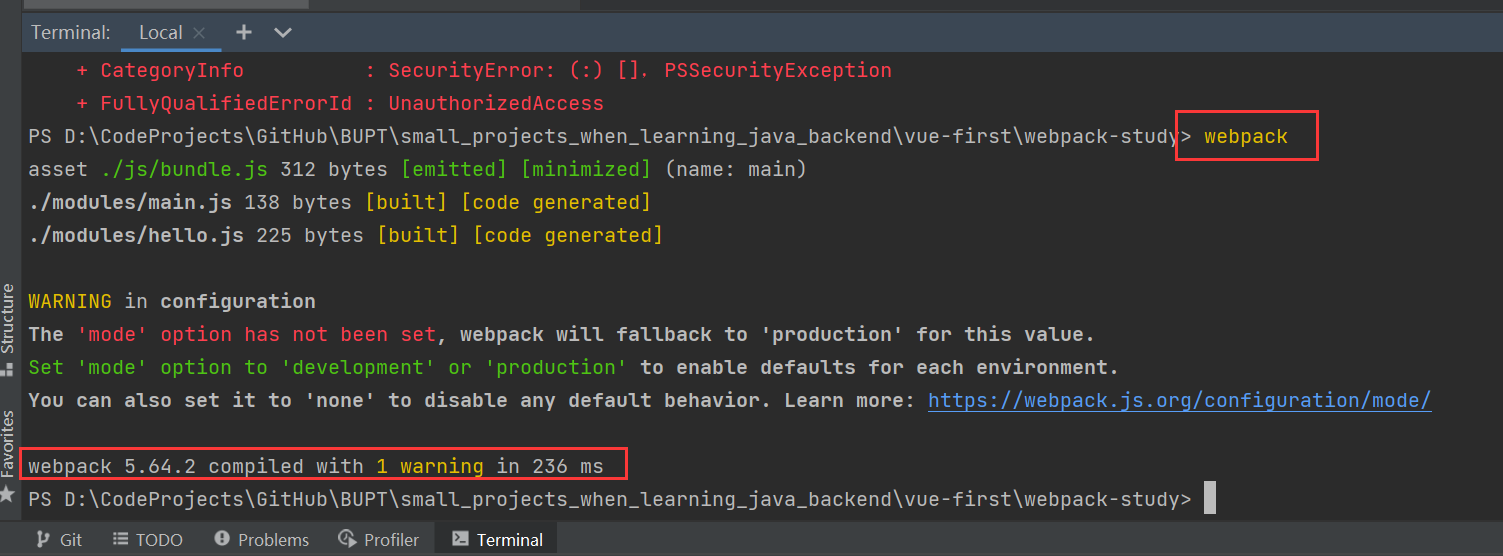 Terminal: Local
+ CategoryInfo : SecurityError: (:) [], PSSecurityException
+ FullyQualifiedErrorId : UnauthorizedAccess
PS D:\CodeProjects\GitHub\BUPT\small_projects_when_learning_java_backend\vue-first\webpack-study> webpack
asset ./js/bundle.js 312 bytes [emitted] [minimized] (name: main)
./modules/main.js 138 bytes [built] [code generated]
./modules/hello.js 225 bytes [built] [code generated]
WARNING in configuration
The 'mode' option has not been set, webpack will fallback to 'production' for this value.
Set 'mode' option to 'development' or 'production' to enable defaults for each environment.
You can also set it to 'none' to disable any default behavior. Learn more: https://webpack.js.org/configuration/mode/
webpack 5.64.2 compiled with 1 warning in 236 ms
PS D:\CodeProjects\GitHub\BUPT\small_projects_when_learning_java_backend\vue-first\webpack-study>
Structure
Favorites
Git TODO Problems Profiler Terminal